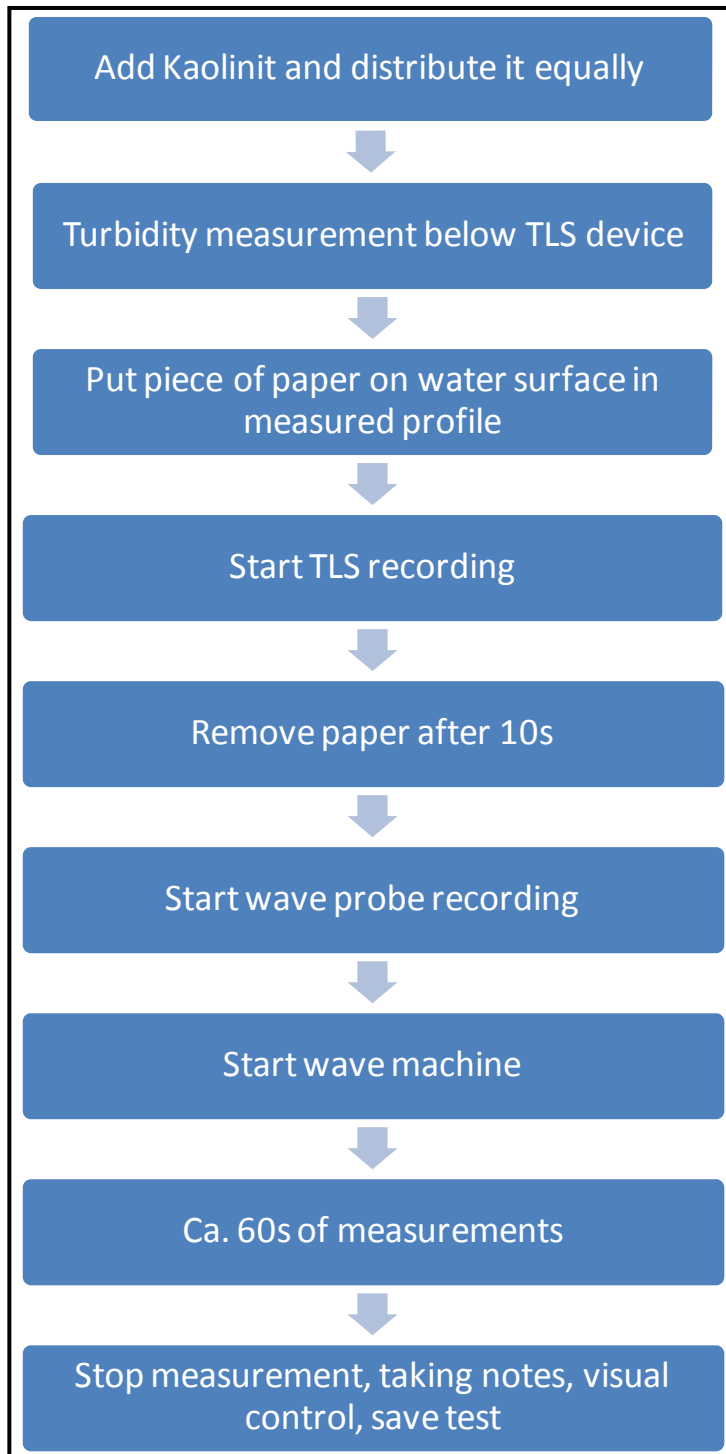 Add Kaolinit and distribute it equally
Turbidity measurement below TLS device
Put piece of paper on water surface in
measured profile
Start TLS recording
Remove paper after 10s
Start wave probe recording
Start wave machine
Ca. 60s of measurements
Stop measurement, taking notes, visual
control, save test